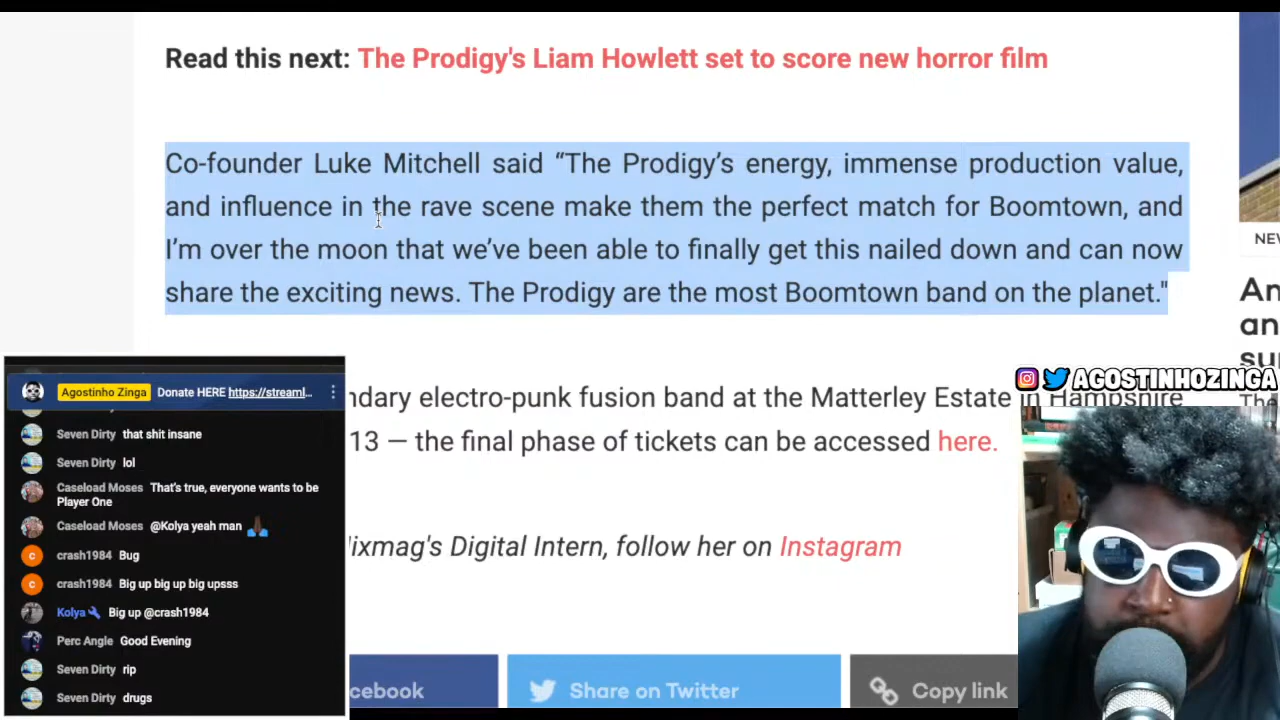 Read this next: The Prodigy's Liam Howlett set to score new horror film
Co-founder Luke Mitchell said “The Prodigy’s energy, immense production value,
and influence in the rave scene make them the perfect match for Boomtown, and
I’m over the moon that we’ve been able to finally get this nailed down and can now
share the exciting news. The Prodigy are the most Boomtown band on the planet."
ndary electro-punk fusion band at the Matterley Estate in Hampshire
13 — the final phase of tickets can be accessed here.
ixmag's Digital Intern, follow her on Instagram
cebook
Share on Twitter
Copy link
NEW
An
an
su
The
AGOSTINHOZINGA
Agostinho Zinga Donate HERE https://streaml...
Seven Dirty that shit insane
Seven Dirty lol
Caseload Moses That's true, everyone wants to be
Player One
Caseload Moses @Kolya yeah man
c crash1984 Bug
c crash1984 Big up big up big upsss
Kolya Big up @crash1984
Perc Angle Good Evening
Seven Dirty rip
Seven Dirty drugs